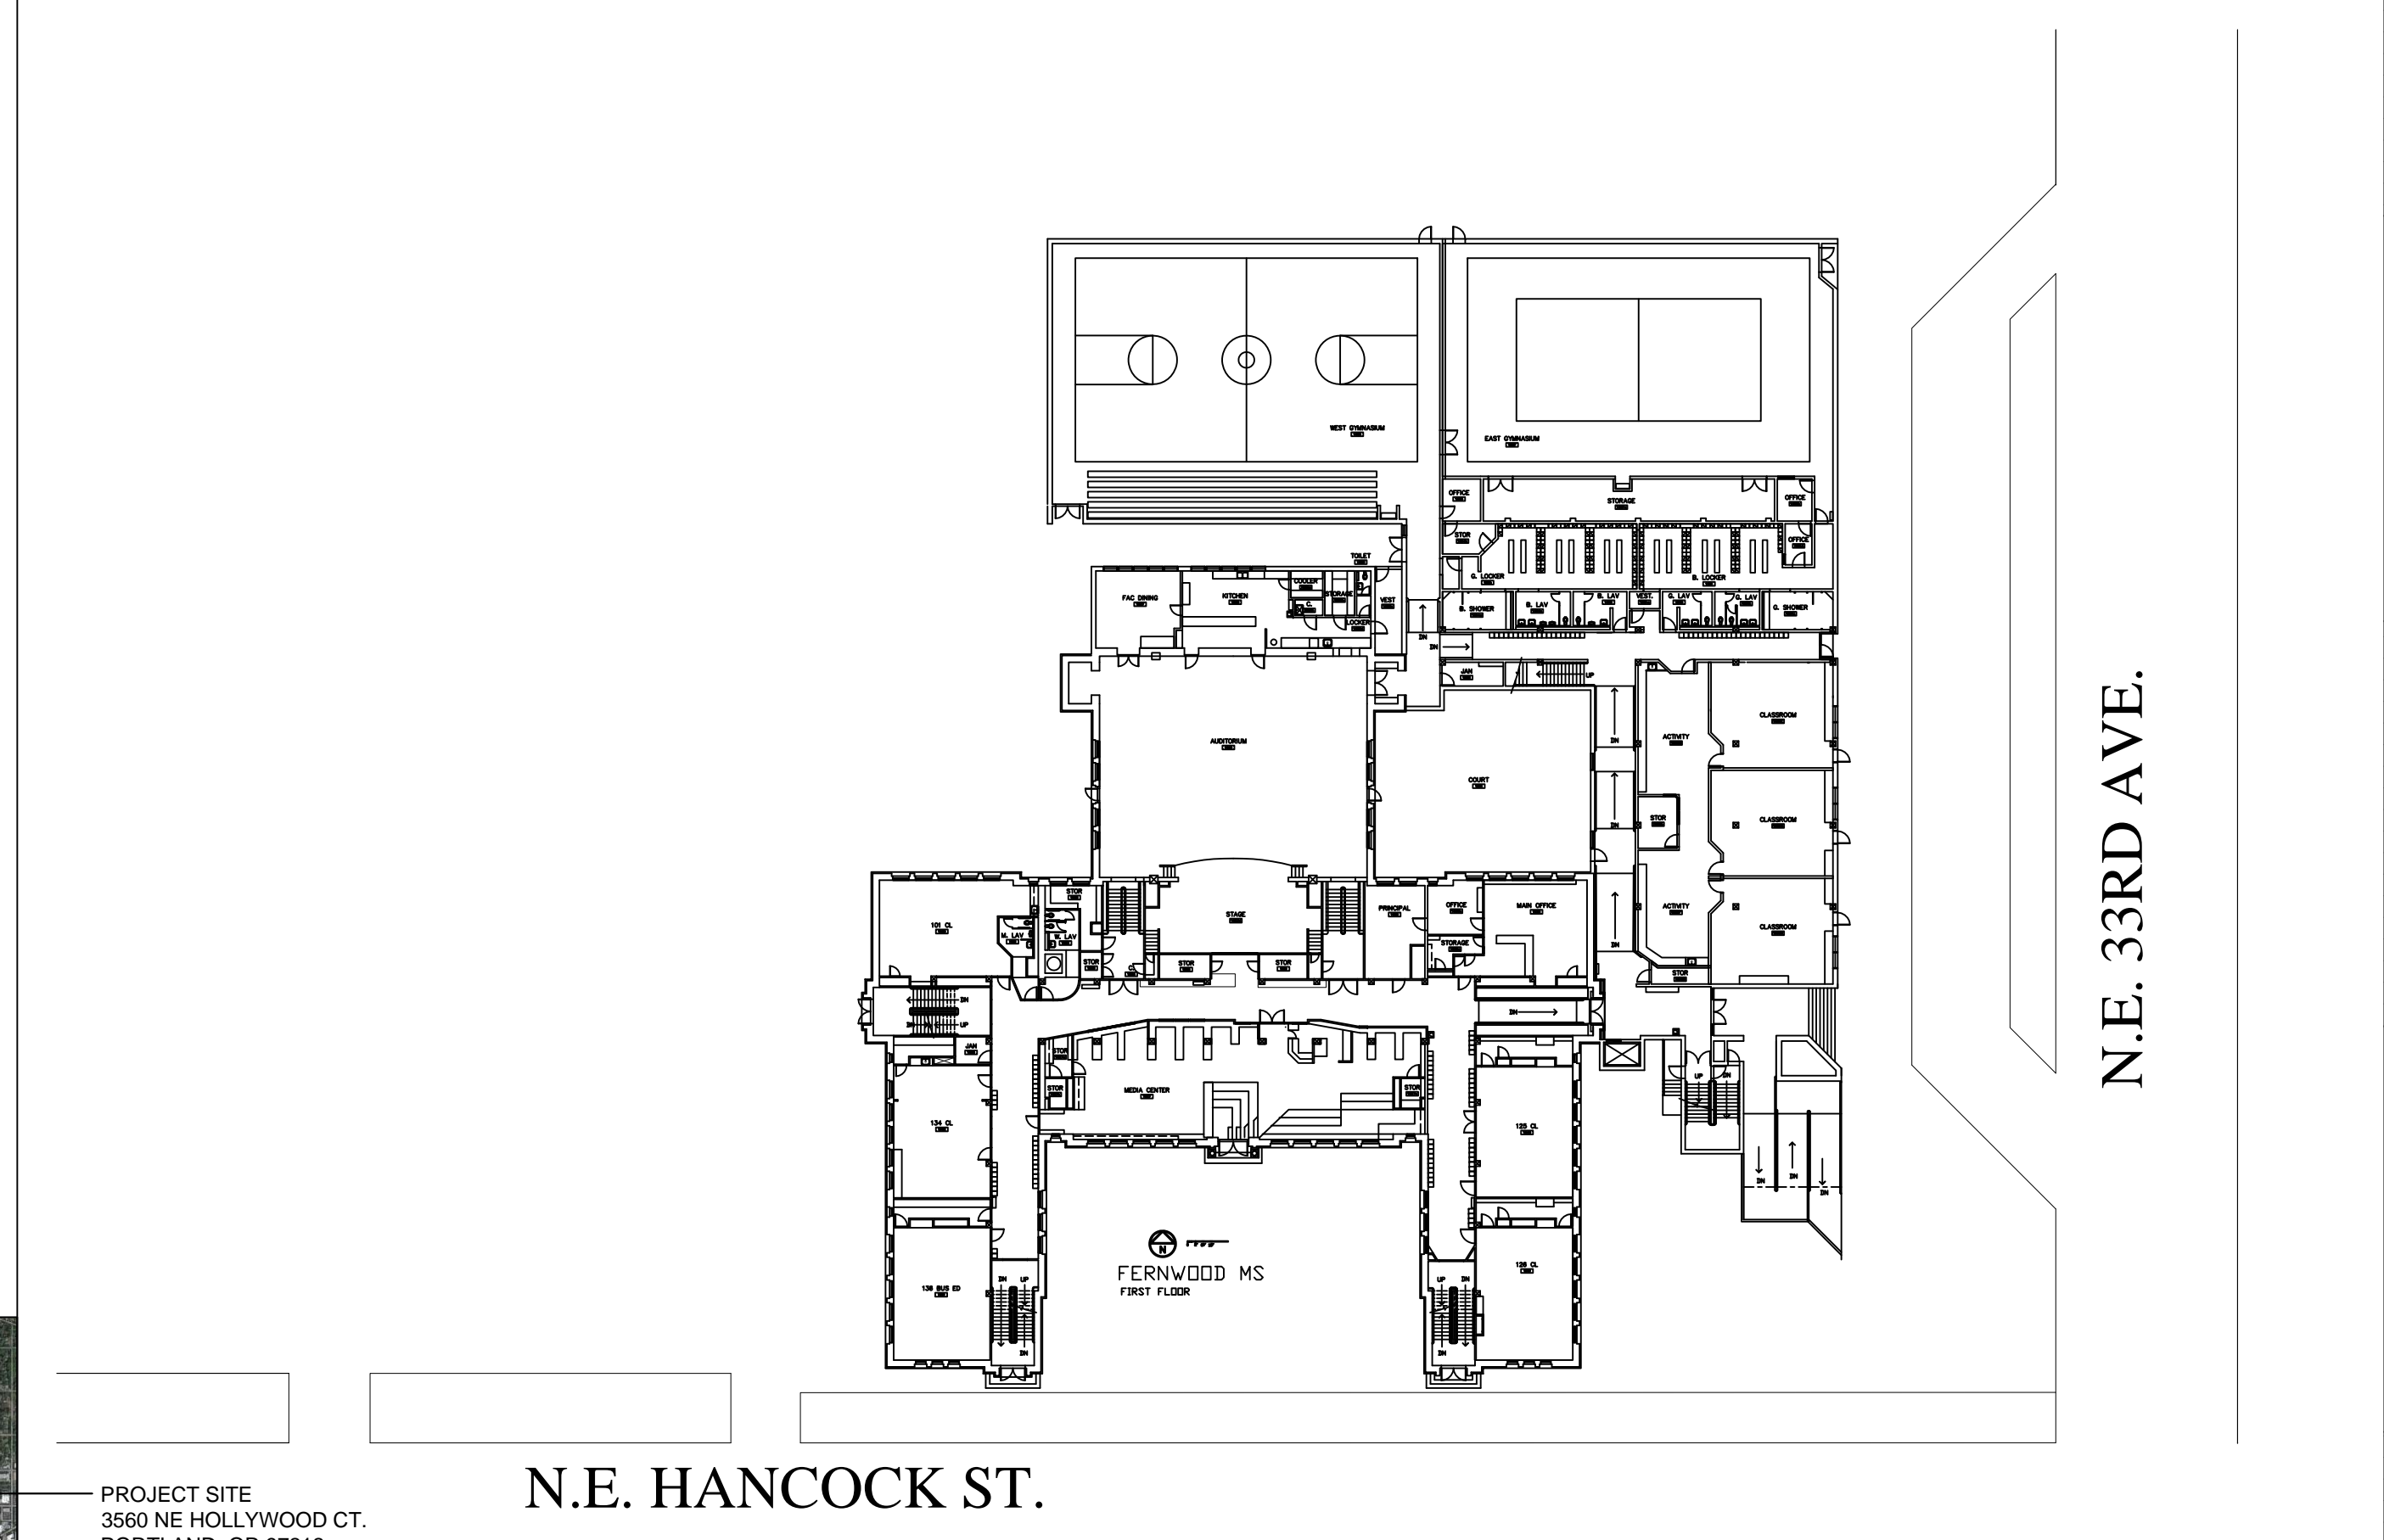 WEST GYMNASIUM
EAST GYMNASIUM
OFFICE
STORAGE
OFFICE
STOR
OFFICE
TOILET
G. LOCKER
B. LOCKER
COOLER
FAC DINING
KITCHEN
STORAGE
VEST
C.
B. SHOWER
B. LAV
B. LAV
VEST.
G. LAV
G. LAV
G. SHOWER
LOCKER
DN
DN
JAN
UP
CLASSROOM
AUDITORIUM
DN
ACTIVITY
COURT
STOR
CLASSROOM
DN
STOR
PRINCIPAL
OFFICE
MAIN OFFICE
ACTIVITY
STAGE
101 CL
M. LAV
W. LAV
CLASSROOM
STORAGE
DN
STOR
CL
STOR
STOR
STOR
DN
DN
UP
DN
JAN
STOR
STOR
MEDIA CENTER
STOR
UP
DN
134 CL
125 CL
DN
DN
DN
N
FERNWOOD MS
FIRST FLOOR
136 BUS ED
DN
UP
DN
UP
DN
DN
126 CL
N.E. 33RD AVE.
N.E. HANCOCK ST.
PROJECT SITE
3560 NE HOLLYWOOD CT.